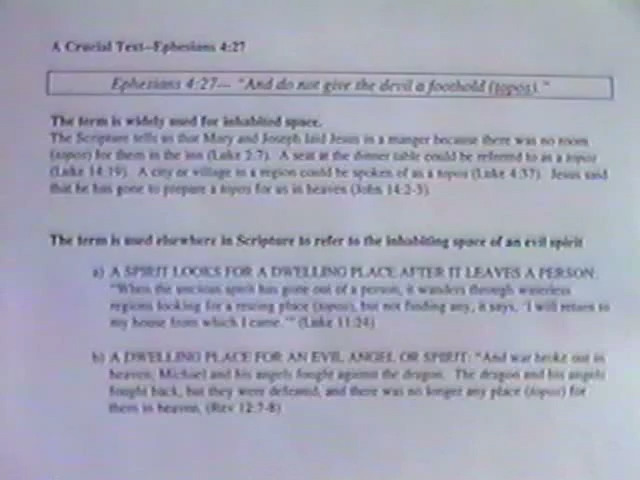 A Crucial Text--Ephesians 4:27
Ephesians 4:27— "And do not give the devil a foothold (topos)."
The term is widely used for inhabited space.
The Scripture tells us that Mary and Joseph laid Jesus in a manger because there was no room
(topos) for them in the inn (Luke 2:7). A seat at the dinner table could be referred to as a topos
(Luke 14:19). A city or village in a region could be spoken of as a topos (Luke 4:37). Jesus said
that he has gone to prepare a topos for us in heaven (John 14:2-3).
The term is used elsewhere in Scripture to refer to the inhabiting space of an evil spirit
a) A SPIRIT LOOKS FOR A DWELLING PLACE AFTER IT LEAVES A PERSON:
"When the unclean spirit has gone out of a person, it wanders through waterless
regions looking for a resting place (topos), but not finding any, it says, 'I will return to
my house from which I came.'" (Luke 11:24)
b) A DWELLING PLACE FOR AN EVIL ANGEL OR SPIRIT: "And war broke out in
heaven; Michael and his angels fought against the dragon. The dragon and his angels
fought back, but they were defeated, and there was no longer any place (topos) for
them in heaven. (Rev 12:7-8)